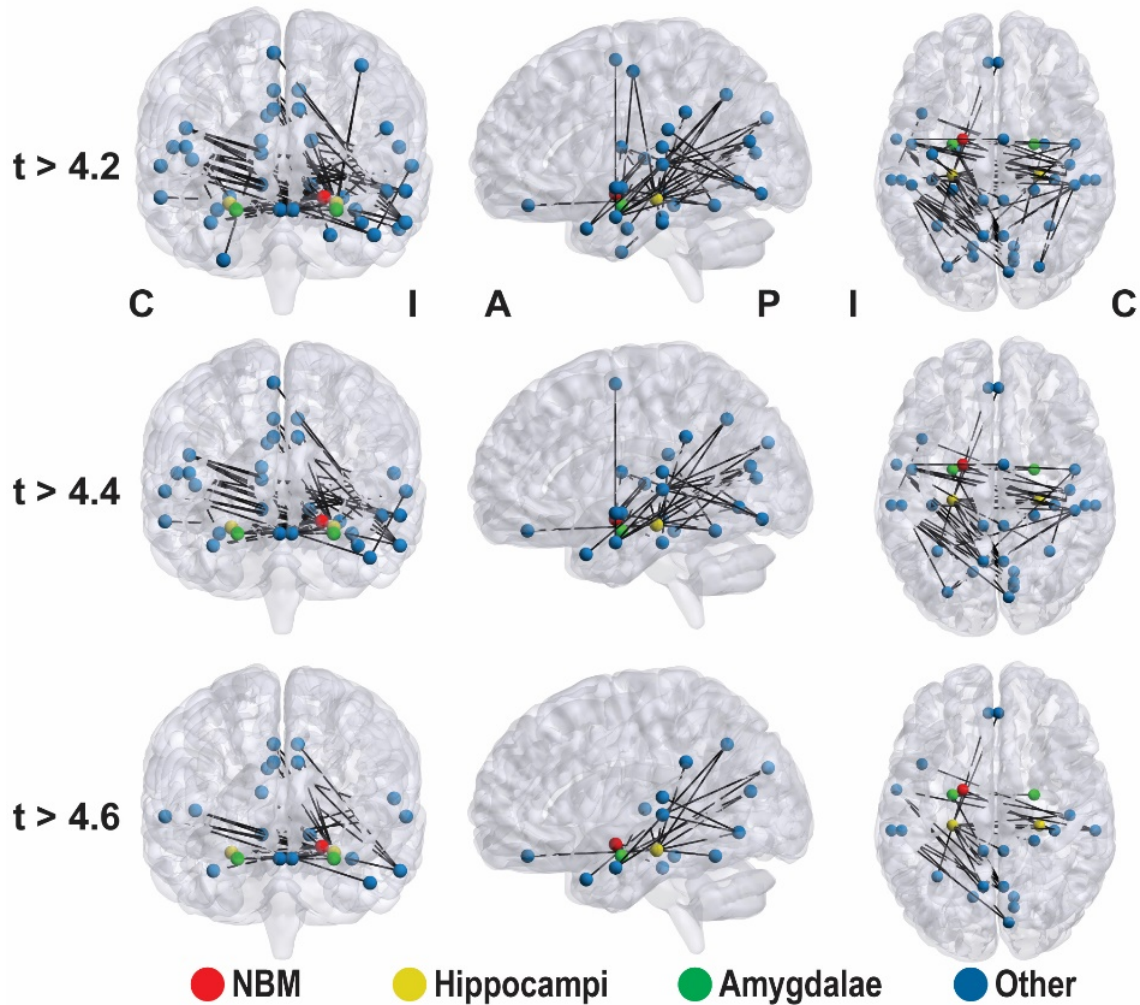 t > 4.2
C I A P I C
t > 4.4
t > 4.6
NBM Hippocampi Amygdalae Other